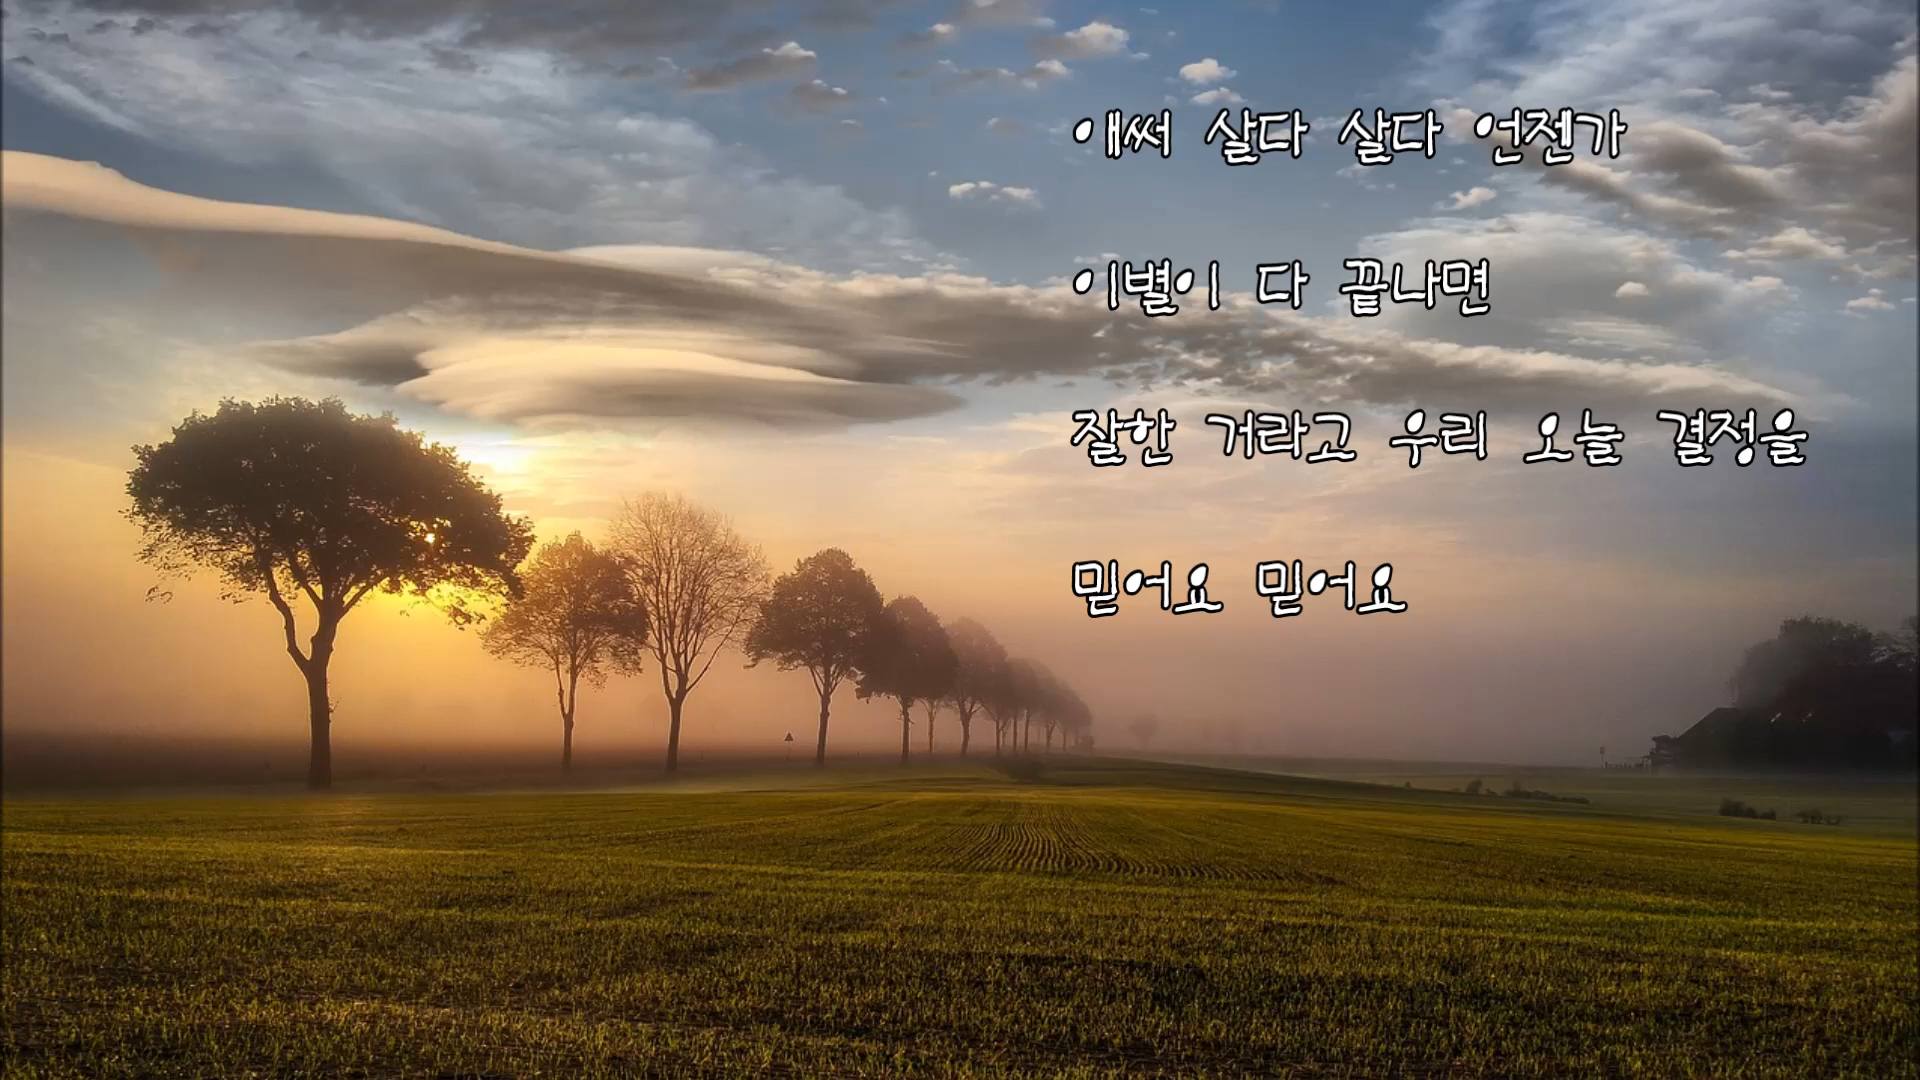 애써 살다 살다 언젠가
이별이 다 끝나면
잘한 거라고 우리 오늘 결정을
믿어요 믿어요